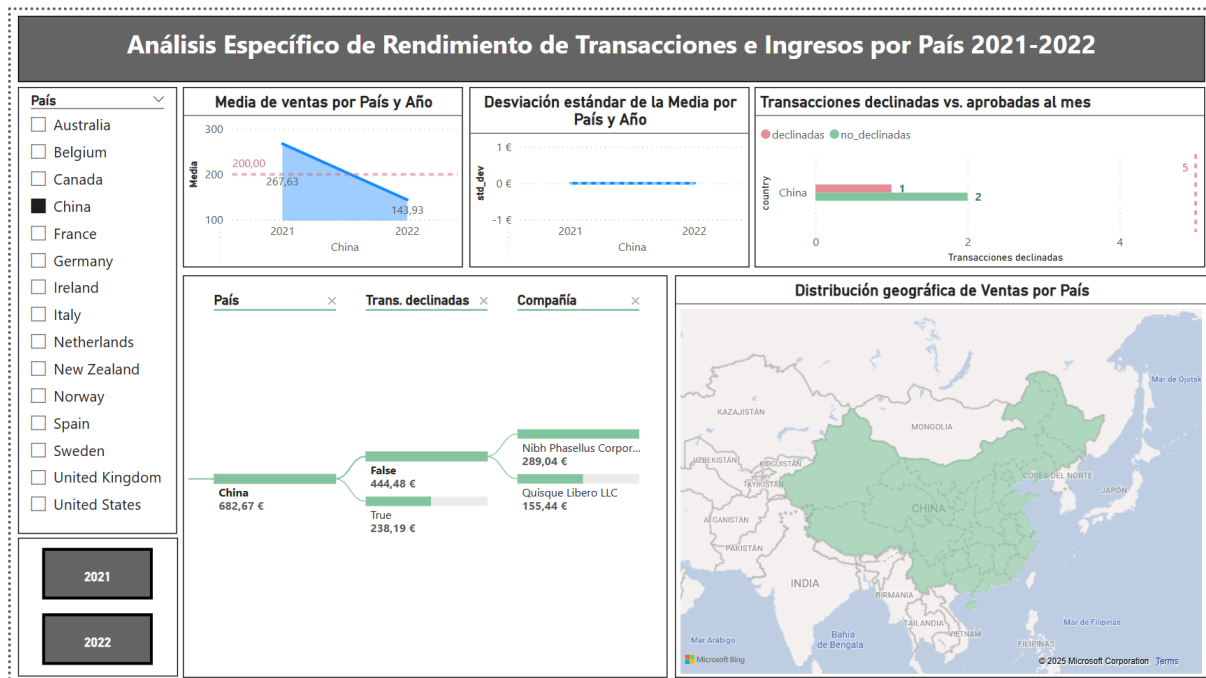 Análisis Específico de Rendimiento de Transacciones e Ingresos por País 2021-2022
País
Australia
Belgium
Canada
China
France
Germany
Ireland
Italy
Netherlands
New Zealand
Norway
Spain
Sweden
United Kingdom
United States
2021
2022
Media de ventas por País y Año
Media
300
200
100
200,00
267,63
143,93
2021
2022
China
Desviación estándar de la Media por
País y Año
std_dev
1 €
0 €
-1 €
2021
2022
China
Transacciones declinadas vs. aprobadas al mes
declinadas
no_declinadas
country
China
1
2
5
0
2
4
Transacciones declinadas
País
Trans. declinadas
Compañía
China
682,67 €
False
444,48 €
True
238,19 €
Nibh Phasellus Corpor...
289,04 €
Quisque Libero LLC
155,44 €
Distribución geográfica de Ventas por País
Mar de Ojotsk
KAZAJISTÁN
MONGOLIA
UZBEKISTÁN
KIRGUISTÁN
TAYIKISTÁN
COREA DEL NORTE
JAPÓN
CHINA
AFGANISTÁN
PAKISTÁN
INDIA
BIRMANIA
TAILANDIA
VIETNAM
Mar de Filipinas
FILIPINAS
Mar Arábigo
Bahía
de Bengala
Microsoft Bing
© 2025 Microsoft Corporation
Terms